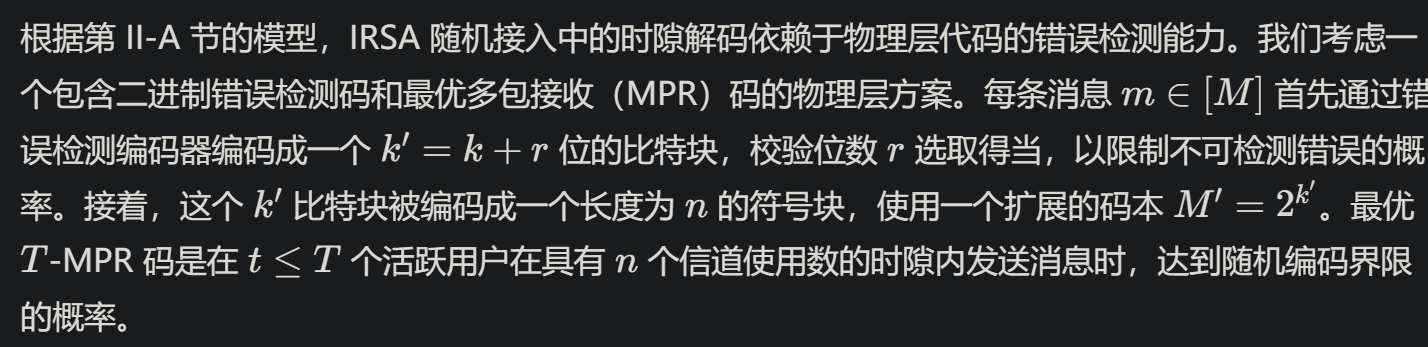 根据第 II-A 节的模型，IRSA 随机接入中的时隙解码依赖于物理层代码的错误检测能力。我们考虑一
个包含二进制错误检测码和最优多包接收（MPR）码的物理层方案。每条消息 m ∈ [M] 首先通过错
误检测编码器编码成一个 k′ = k + r 位的比特块，校验位数 r 选取得当，以限制不可检测错误的概
率。接着，这个 k′ 比特块被编码成一个长度为 n 的符号块，使用一个扩展的码本 M′ = 2^{k′}。最优
T-MPR 码是在 t ≤ T 个活跃用户在具有 n 个信道使用数的时隙内发送消息时，达到随机编码界限
的概率。